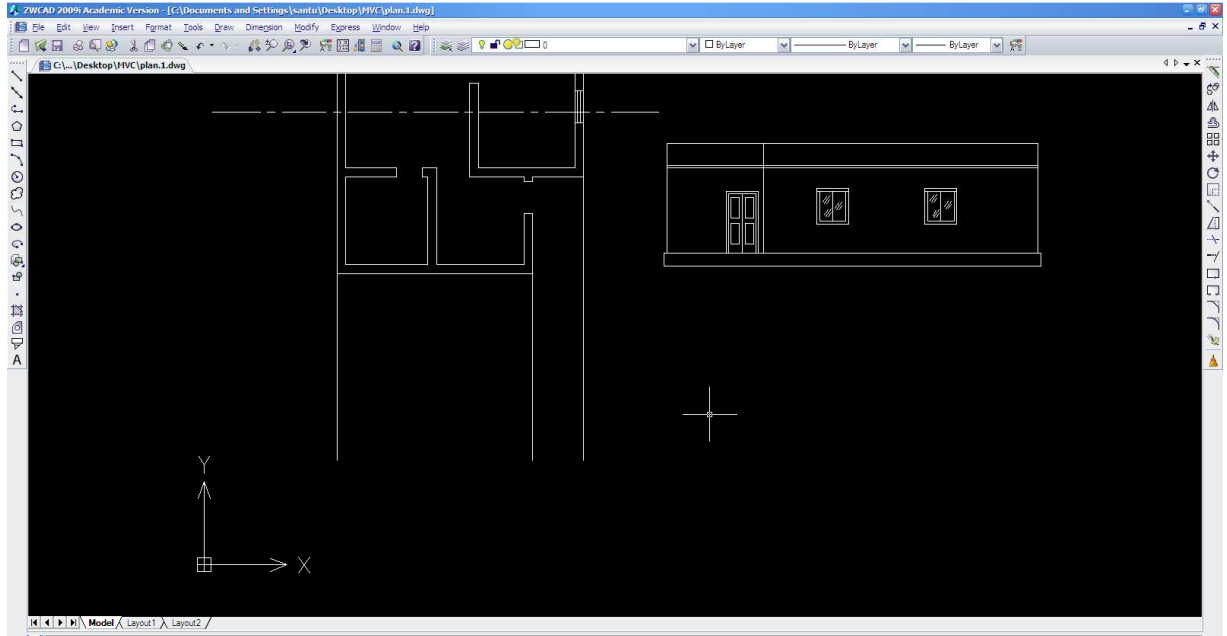 ZWCAD 2009i Academic Version - [C:\Documents and Settings\santu\Desktop\MVC\plan.1.dwg]
File Edit View Insert Format Tools Draw Dimension Modify Express Window Help
0 ByLayer ByLayer ByLayer
C:\...\Desktop\MVC\plan.1.dwg
A
Y
X
Model Layout1 Layout2